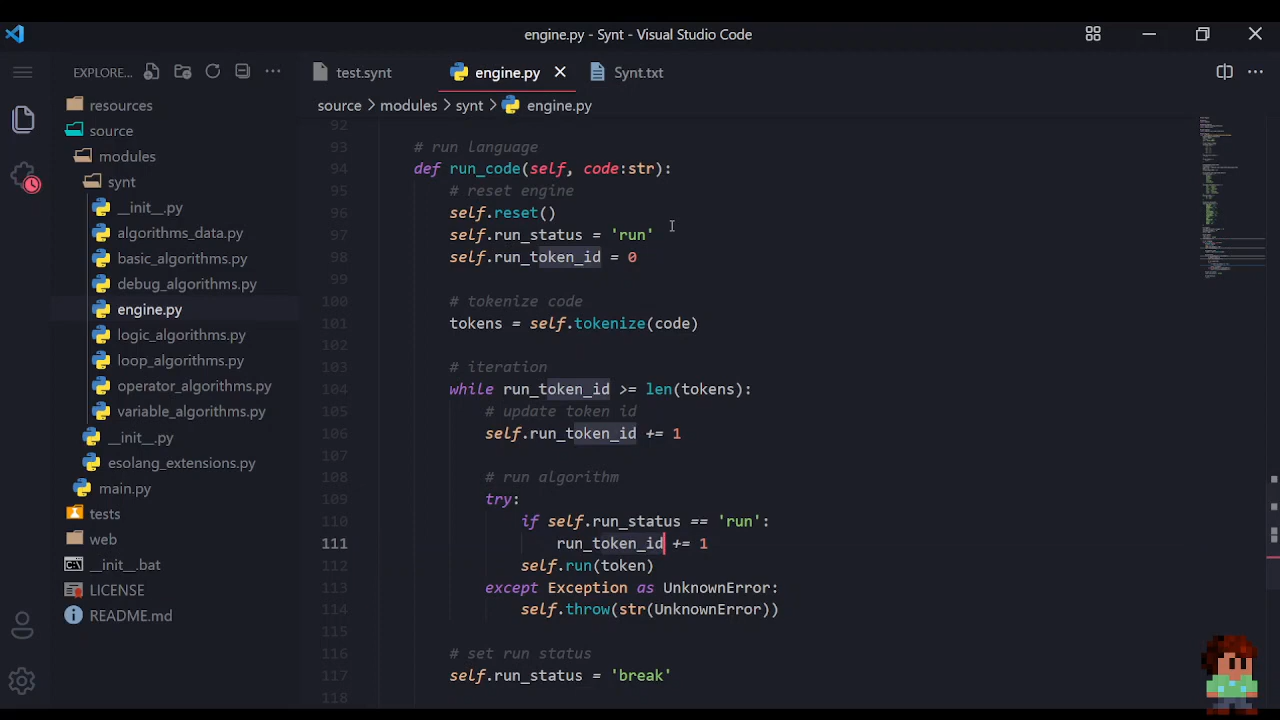 engine.py - Synt - Visual Studio Code
EXPLORE...
test.synt
engine.py
Synt.txt
source > modules > synt > engine.py
resources
source
modules
synt
__init__.py
algorithms_data.py
basic_algorithms.py
debug_algorithms.py
engine.py
logic_algorithms.py
loop_algorithms.py
operator_algorithms.py
variable_algorithms.py
__init__.py
esolang_extensions.py
main.py
tests
web
__init__.bat
LICENSE
README.md
92
93 # run language
94 def run_code(self, code:str):
95 # reset engine
96 self.reset()
97 self.run_status = 'run'
98 self.run_token_id = 0
99
100 # tokenize code
101 tokens = self.tokenize(code)
102
103 # iteration
104 while run_token_id >= len(tokens):
105 # update token id
106 self.run_token_id += 1
107
108 # run algorithm
109 try:
110 if self.run_status == 'run':
111 run_token_id += 1
112 self.run(token)
113 except Exception as UnknownError:
114 self.throw(str(UnknownError))
115
116 # set run status
117 self.run_status = 'break'
118